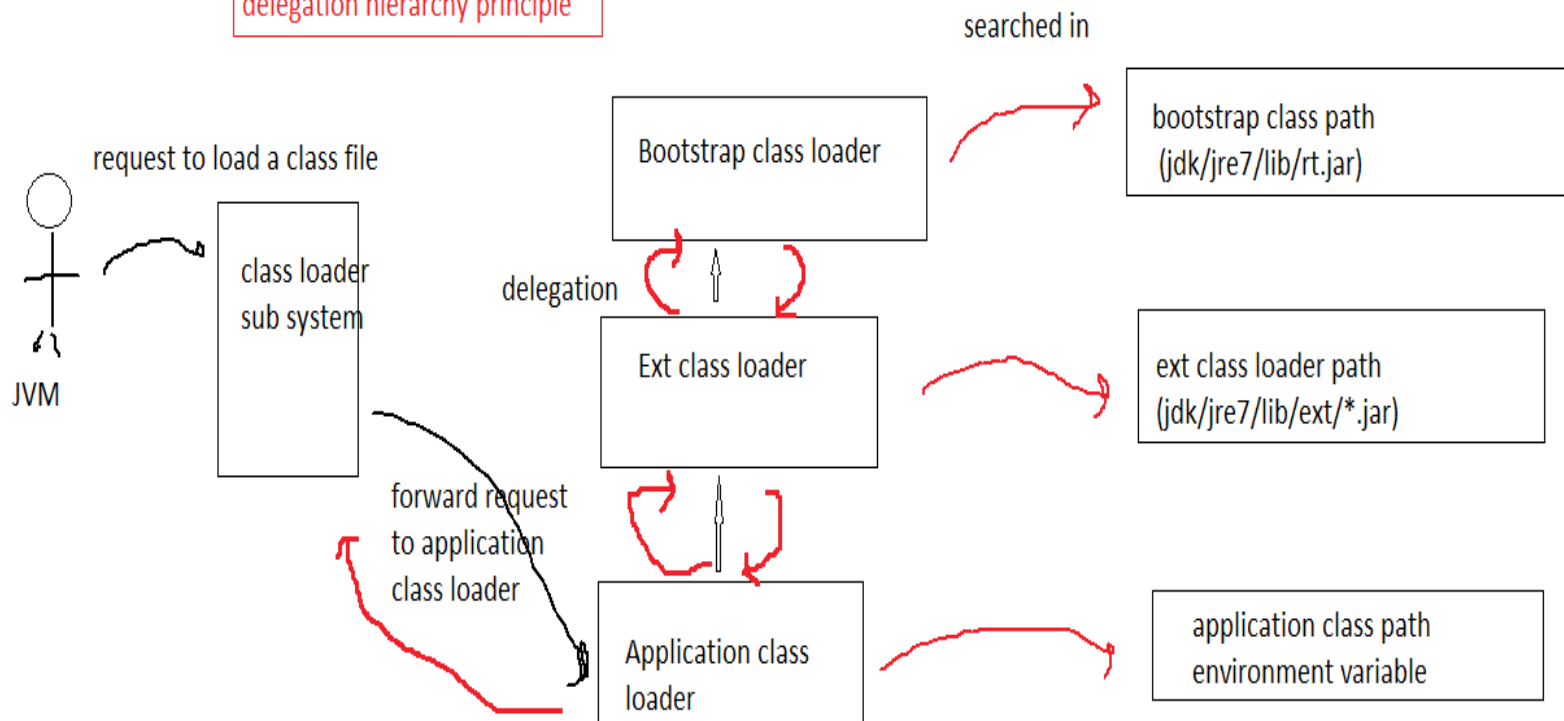 delegation hierarchy principle
searched in
request to load a class file
JVM
class loader
sub system
forward request
to application
class loader
delegation
Bootstrap class loader
Ext class loader
Application class
loader
bootstrap class path
(jdk/jre7/lib/rt.jar)
ext class loader path
(jdk/jre7/lib/ext/*.jar)
application class path
environment variable